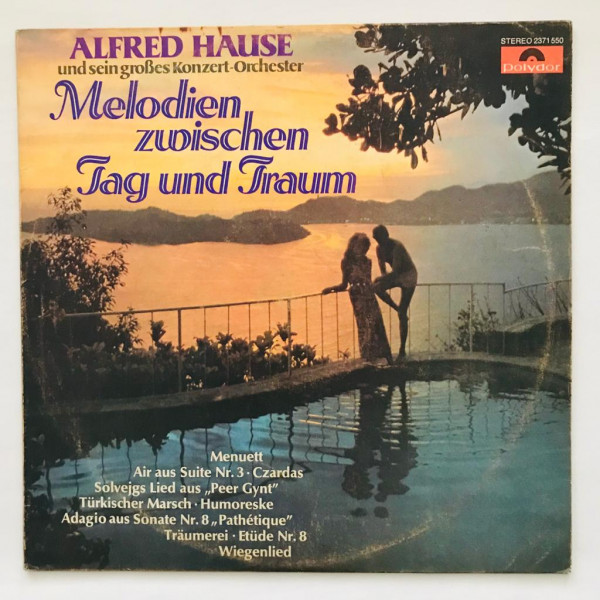 ALFRED HAUSE
und sein großes Konzert-Orchester
Melodien
zwischen
Tag und Traum
STEREO 2371 550
Polydor
Menuett
Air aus Suite Nr. 3 · Czardas
Solvejgs Lied aus „Peer Gynt”
Türkischer Marsch · Humoreske
Adagio aus Sonate Nr. 8 „Pathétique”
Träumerei · Etüde Nr. 8
Wiegenlied